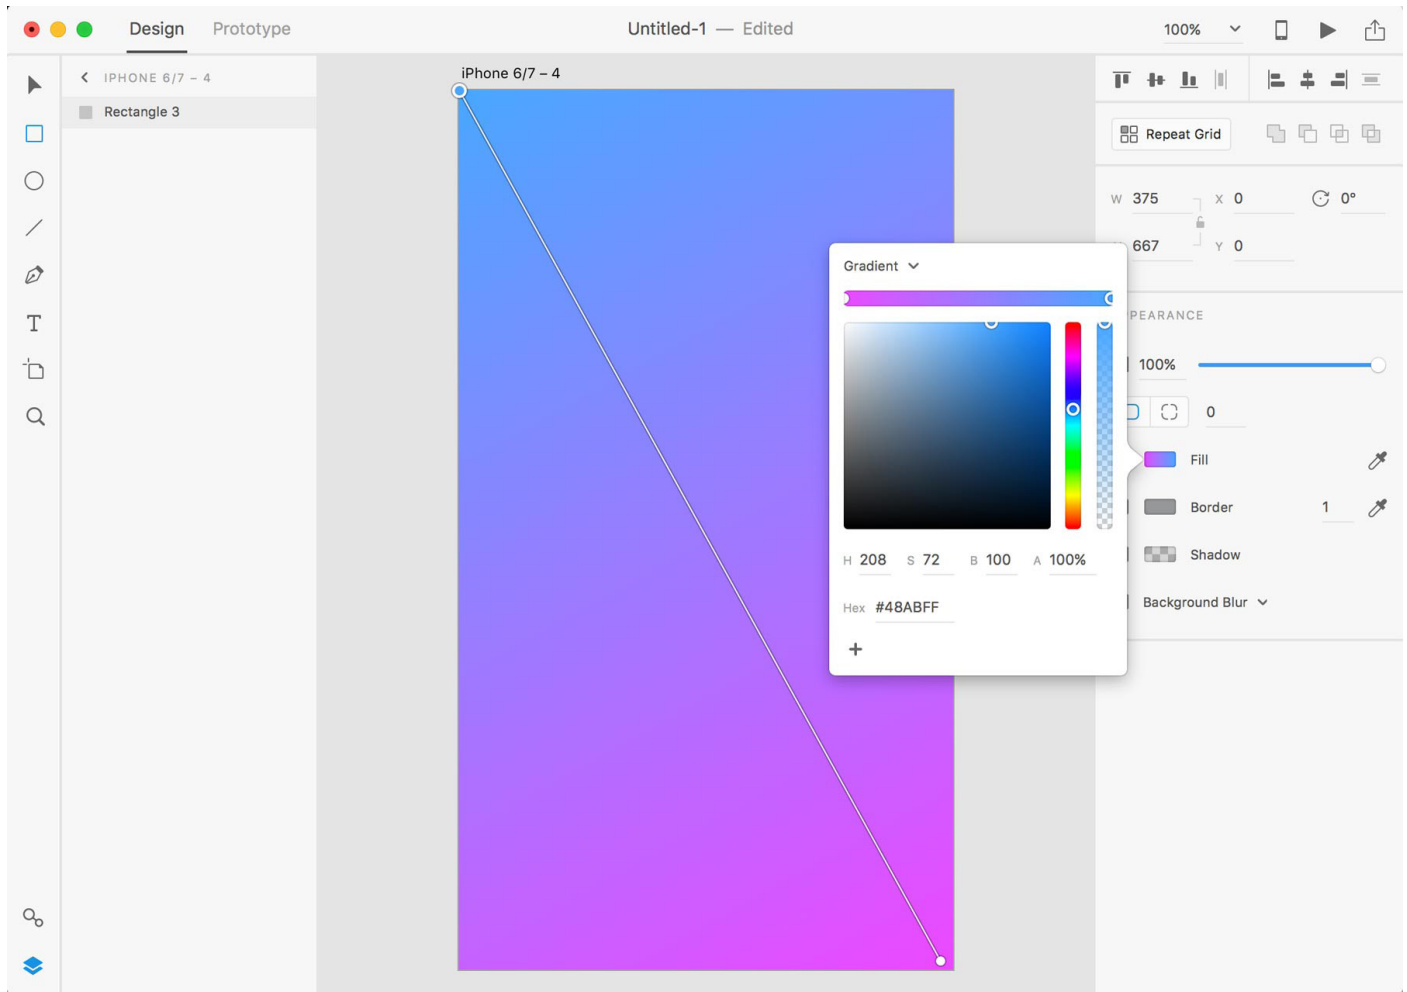 Design Prototype Untitled-1 — Edited 100%
iPhone 6/7 – 4
IPHONE 6/7 – 4
Rectangle 3
Repeat Grid
W 375 X 0 0°
667 Y 0
Gradient
PEARANCE
100%
0
Fill
Border 1
Shadow
H 208 S 72 B 100 A 100%
Background Blur
Hex #48ABFF